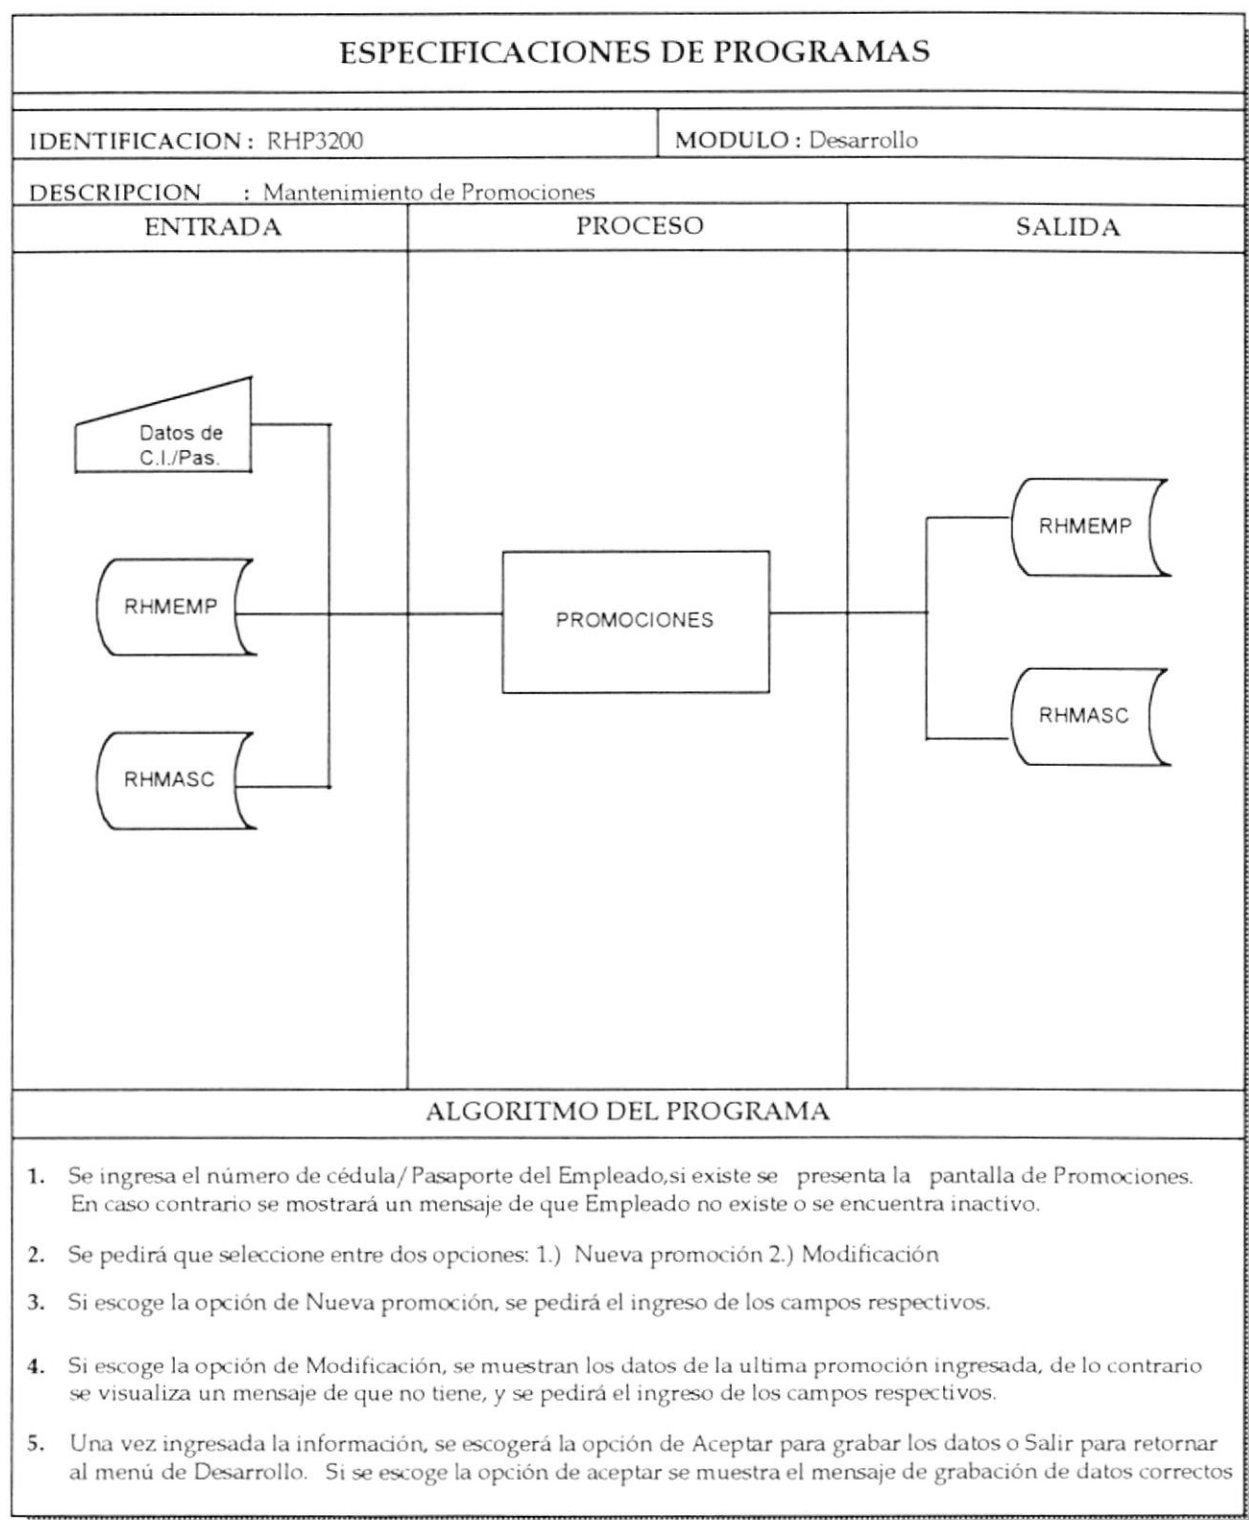 ESPECIFICACIONES DE PROGRAMAS
IDENTIFICACION : RHP3200
MODULO : Desarrollo
DESCRIPCION : Mantenimiento de Promociones
ENTRADA
PROCESO
SALIDA
Datos de
C.I./Pas.
RHMEMP
RHMASC
PROMOCIONES
RHMEMP
RHMASC
ALGORITMO DEL PROGRAMA
1. Se ingresa el número de cédula/Pasaporte del Empleado,si existe se presenta la pantalla de Promociones.
En caso contrario se mostrará un mensaje de que Empleado no existe o se encuentra inactivo.
2. Se pedirá que seleccione entre dos opciones: 1.) Nueva promoción 2.) Modificación
3. Si escoge la opción de Nueva promoción, se pedirá el ingreso de los campos respectivos.
4. Si escoge la opción de Modificación, se muestran los datos de la ultima promoción ingresada, de lo contrario
se visualiza un mensaje de que no tiene, y se pedirá el ingreso de los campos respectivos.
5. Una vez ingresada la información, se escogerá la opción de Aceptar para grabar los datos o Salir para retornar
al menú de Desarrollo. Si se escoge la opción de aceptar se muestra el mensaje de grabación de datos correctos